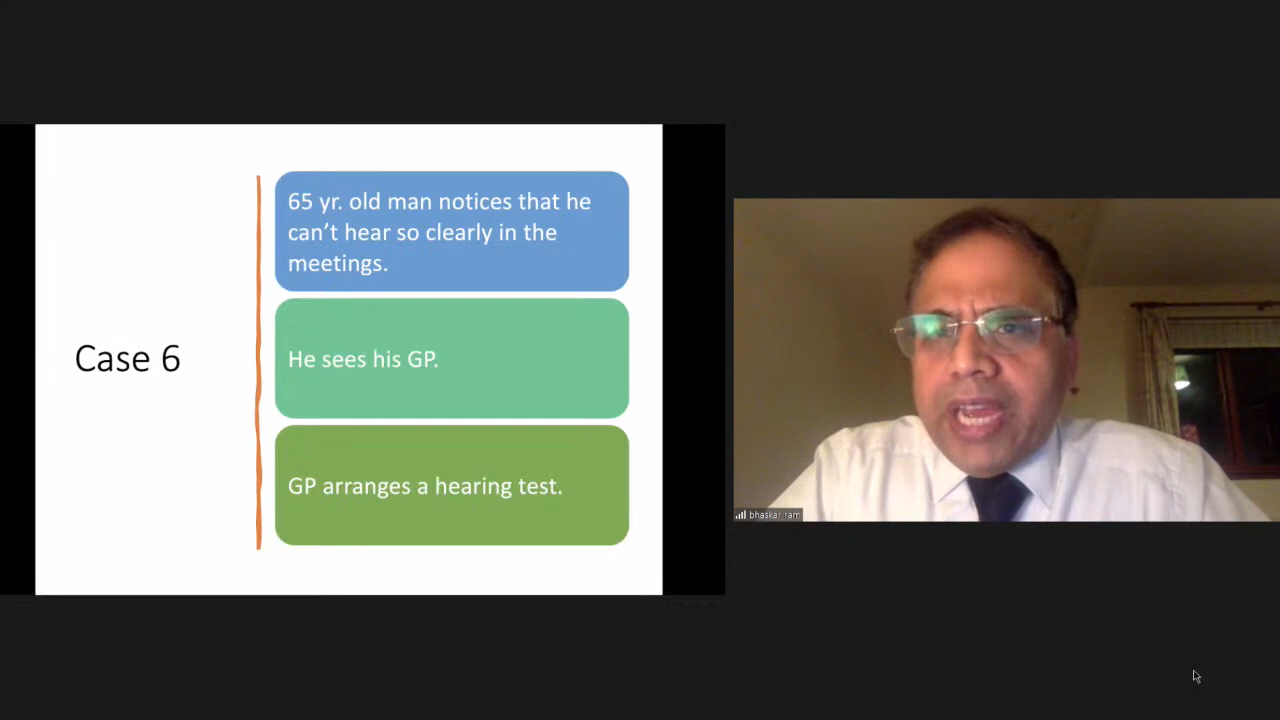 65 yr. old man notices that he
can’t hear so clearly in the
meetings.
Case 6
He sees his GP.
GP arranges a hearing test.
bhaskar ram